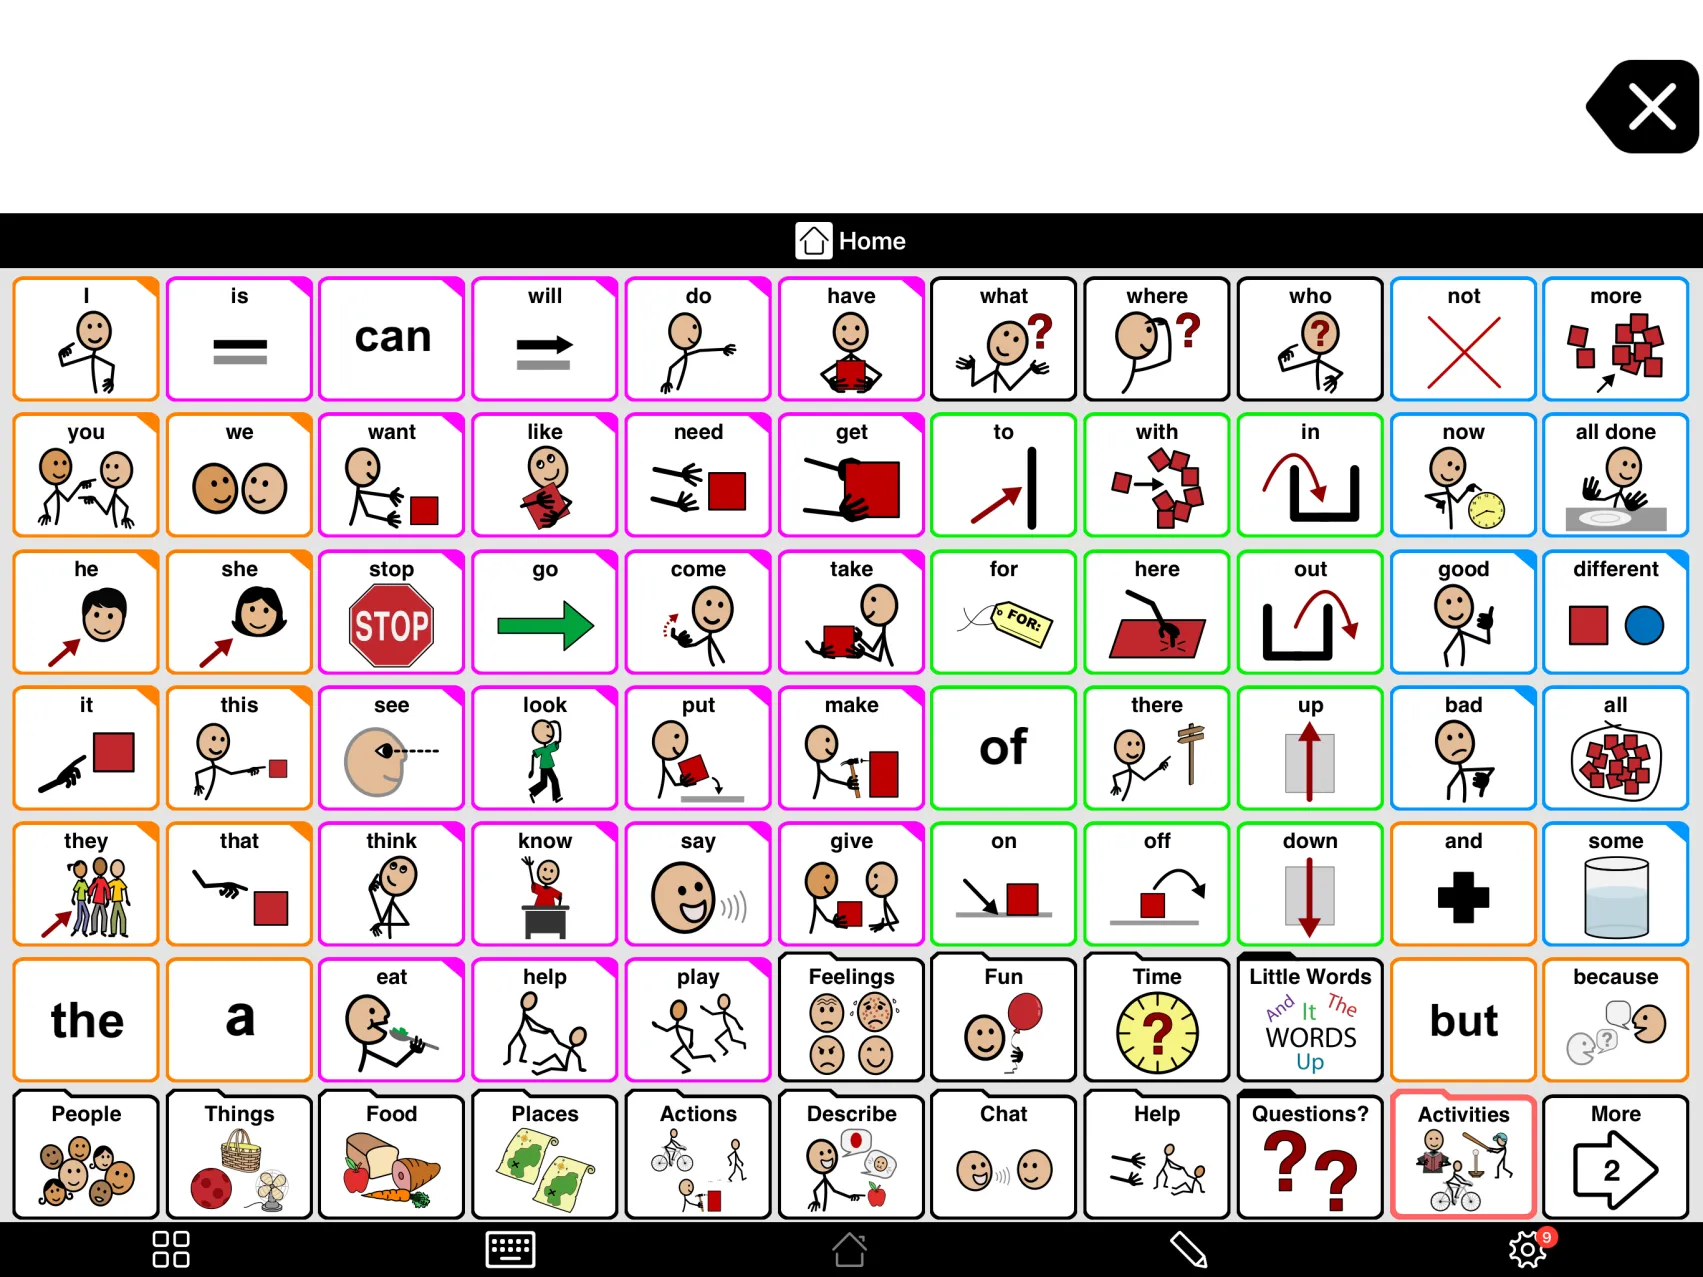 Home
I is can will do have what where who not more
you we want like need get to with in now all done
he she stop go come take for here out good different
STOP
FOR:
it this see look put make of there up bad all
they that think know say give on off down and some
the a eat help play Feelings Fun Time Little Words but because
And It The
WORDS
Up
People Things Food Places Actions Describe Chat Help Questions? Activities More
2
9